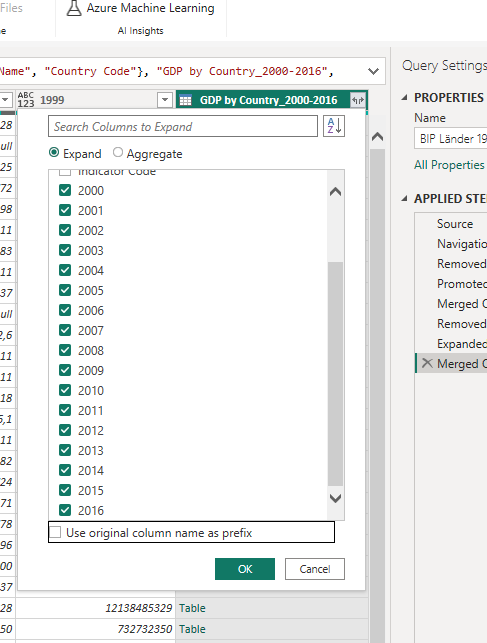 Files
Azure Machine Learning
AI Insights
Name", "Country Code"}, "GDP by Country_2000-2016",
Query Settings
ABC
123
1999
GDP by Country_2000-2016
PROPERTIES
Name
BIP Länder 19
All Properties
APPLIED STE
Source
Navigatio
Removed
Promoted
Merged C
Removed
Expanded
Merged C
Search Columns to Expand
A
Z
Expand
Aggregate
Indicator Code
2000
2001
2002
2003
2004
2005
2006
2007
2008
2009
2010
2011
2012
2013
2014
2015
2016
Use original column name as prefix
OK
Cancel
28
ull
25
72
98
11
83
11
37
ull
2,6
11
11
18
5,1
11
82
24
71
78
96
00
37
28 12138485329 Table
50 732732350 Table